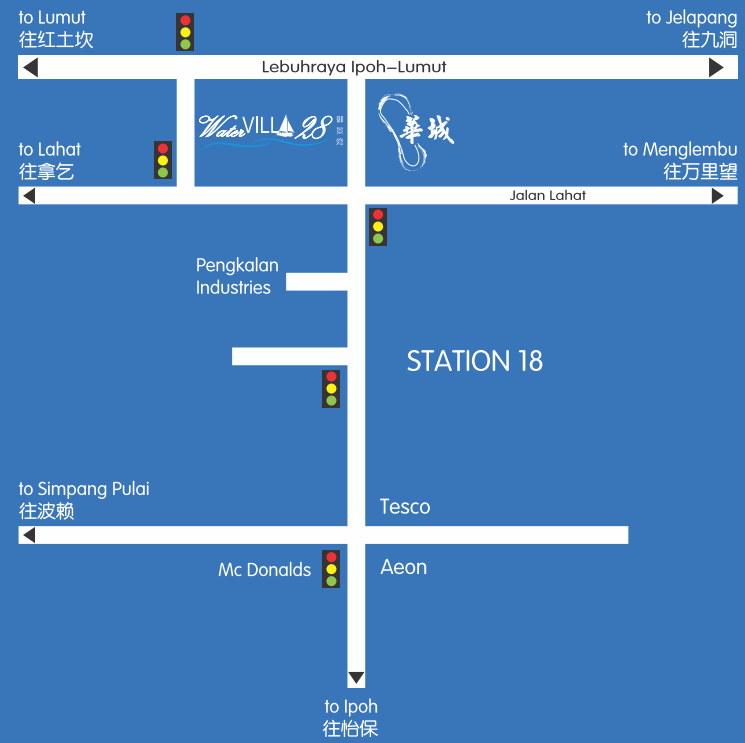 to Lumut
往红土坎
to Jelapang
往九洞
Lebuhraya Ipoh-Lumut
Water VILLA 28
華城
to Lahat
往拿乞
to Menglembu
往万里望
Jalan Lahat
Pengkalan
Industries
STATION 18
to Simpang Pulai
往波赖
Tesco
Mc Donalds
Aeon
to Ipoh
往怡保